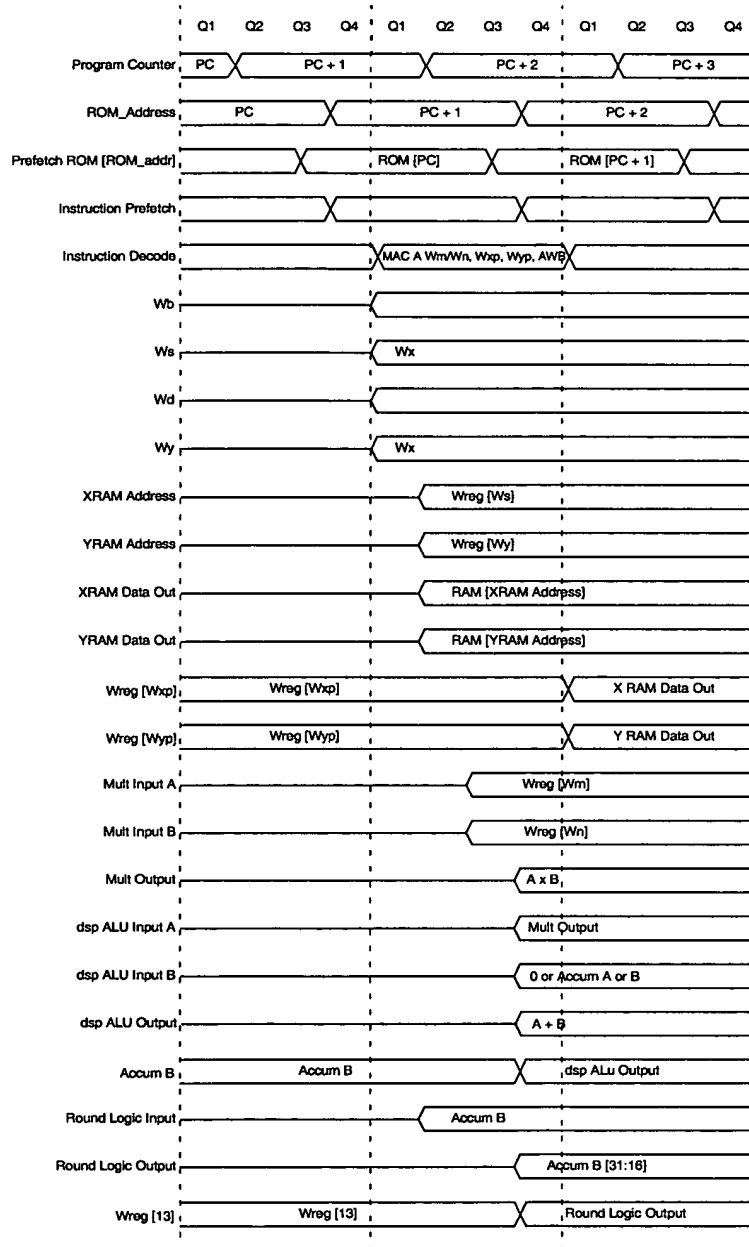 Q1 Q2 Q3 Q4 Q1 Q2 Q3 Q4 Q1 Q2 Q3 Q4
Program Counter PC PC + 1 PC + 2 PC + 3
ROM_Address PC PC + 1 PC + 2
Prefetch ROM [ROM_addr] ROM [PC] ROM [PC + 1]
Instruction Prefetch
Instruction Decode MAC A Wm/Wn, Wxp, Wyp, AWB
Wb
Ws Wx
Wd
Wy Wx
XRAM Address Wreg [Ws]
YRAM Address Wreg [Wy]
XRAM Data Out RAM [XRAM Address]
YRAM Data Out RAM [YRAM Address]
Wreg [Wxp] Wreg [Wxp] X RAM Data Out
Wreg [Wyp] Wreg [Wyp] Y RAM Data Out
Mult Input A Wreg [Wm]
Mult Input B Wreg [Wn]
Mult Output A x B
dsp ALU Input A Mult Output
dsp ALU Input B 0 or Accum A or B
dsp ALU Output A + B
Accum B Accum B dsp ALu Output
Round Logic Input Accum B
Round Logic Output Accum B [31:16]
Wreg [13] Wreg [13] Round Logic Output